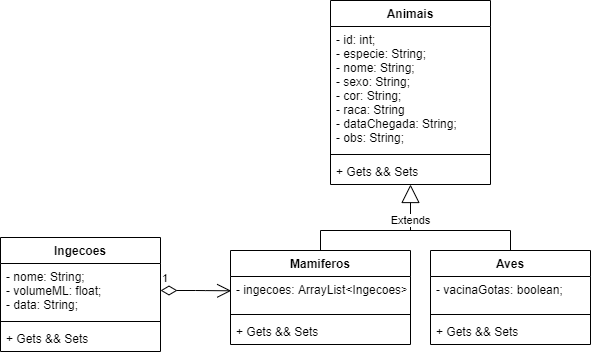 Animais
- id: int;
- especie: String;
- nome: String;
- sexo: String;
- cor: String;
- raca: String
- dataChegada: String;
- obs: String;
+ Gets && Sets
Extends
Ingecoes
- nome: String;
- volumeML: float;
- data: String;
+ Gets && Sets
1
Mamiferos
- ingecoes: ArrayList<Ingecoes>
+ Gets && Sets
Aves
- vacinaGotas: boolean;
+ Gets && Sets